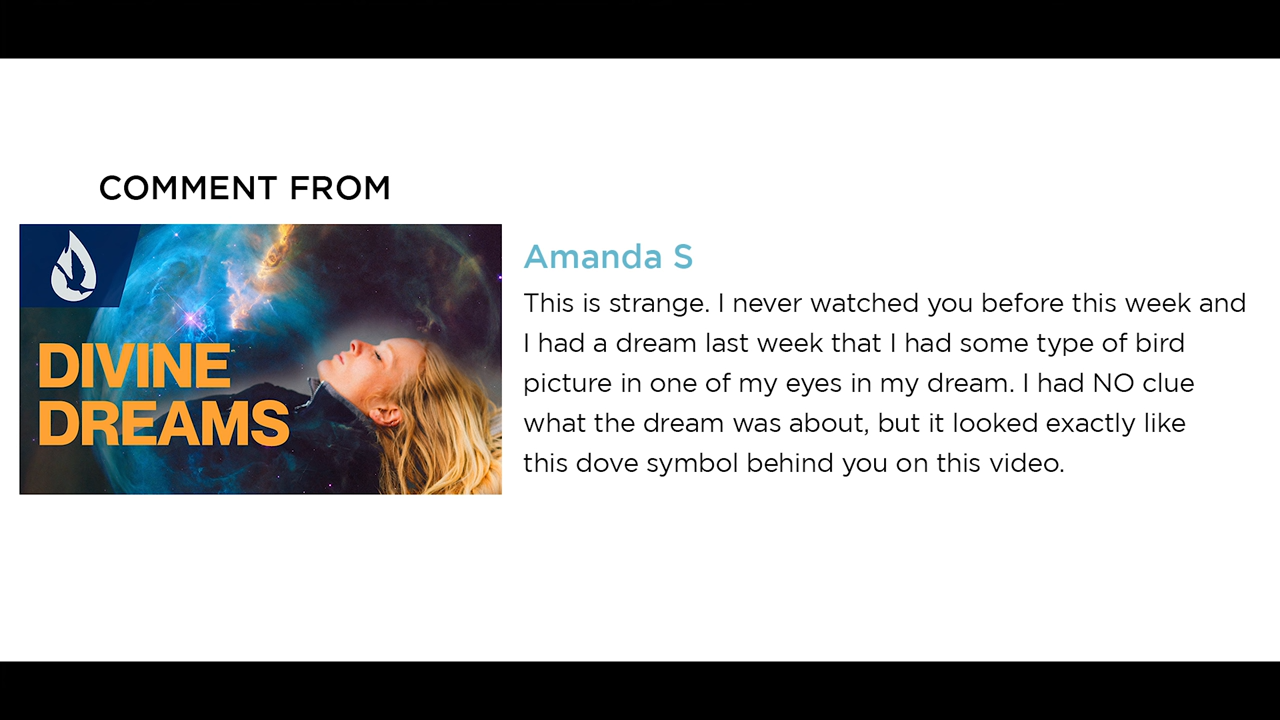 COMMENT FROM
DIVINE
DREAMS
Amanda S
This is strange. I never watched you before this week and
I had a dream last week that I had some type of bird
picture in one of my eyes in my dream. I had NO clue
what the dream was about, but it looked exactly like
this dove symbol behind you on this video.